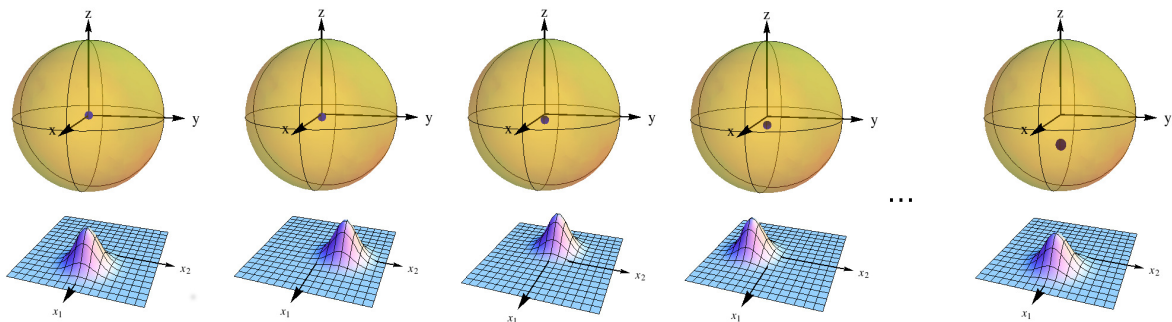 z z z z z
x y x y x y x y x y
...
x₂ x₂ x₂ x₂ x₂
x₁ x₁ x₁ x₁ x₁